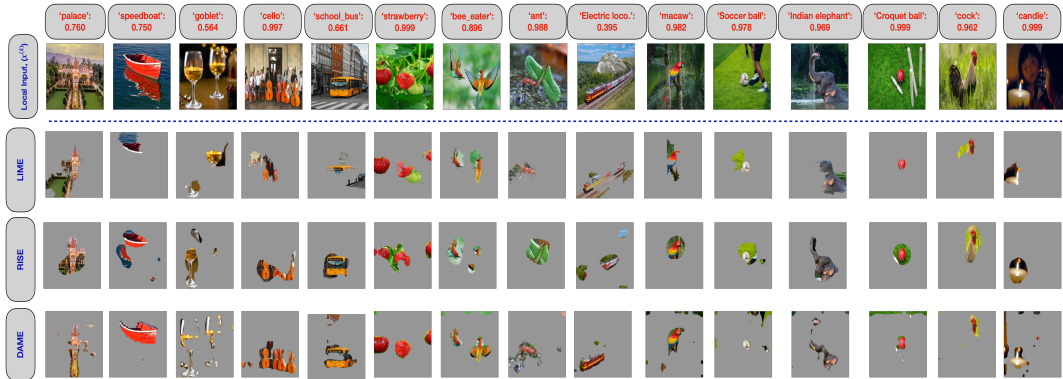 'palace':
0.760
'speedboat':
0.750
'goblet':
0.564
'cello':
0.997
'school_bus':
0.661
'strawberry':
0.999
'bee_eater':
0.896
'ant':
0.988
'Electric loco.':
0.395
'macaw':
0.982
'Soccer ball':
0.978
'Indian elephant':
0.969
'Croquet ball':
0.999
'cock':
0.962
'candle':
0.999
Local Input, (x⁽ⁱ⁾)
LIME
RISE
DAME